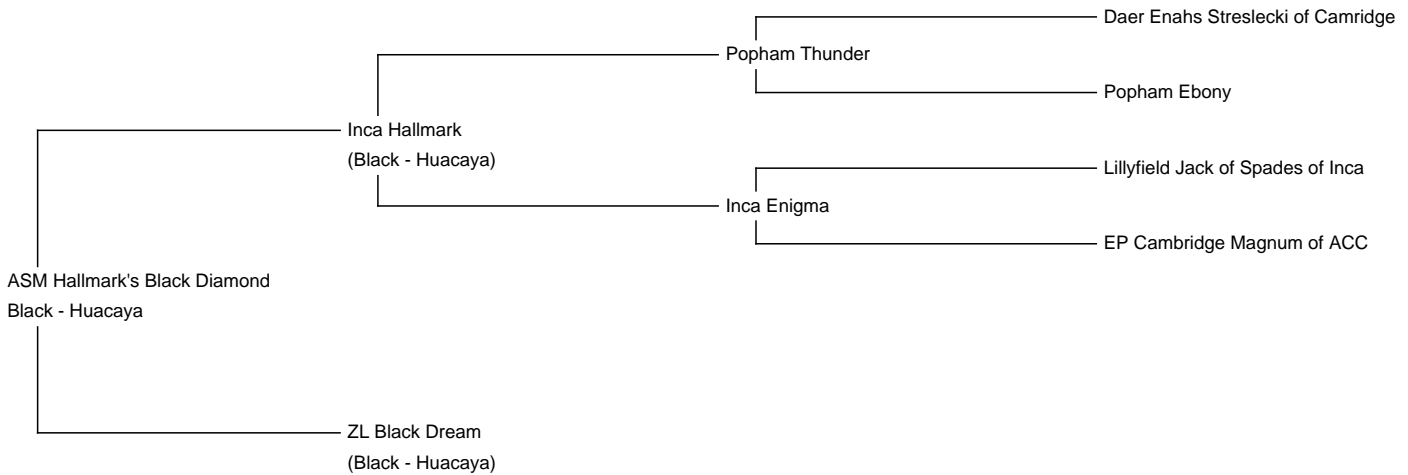 Daer Enahs Streslecki of Camridge
Popham Thunder
Popham Ebony
Inca Hallmark
(Black - Huacaya)
Lillyfield Jack of Spades of Inca
Inca Enigma
EP Cambridge Magnum of ACC
ASM Hallmark's Black Diamond
Black - Huacaya
ZL Black Dream
(Black - Huacaya)